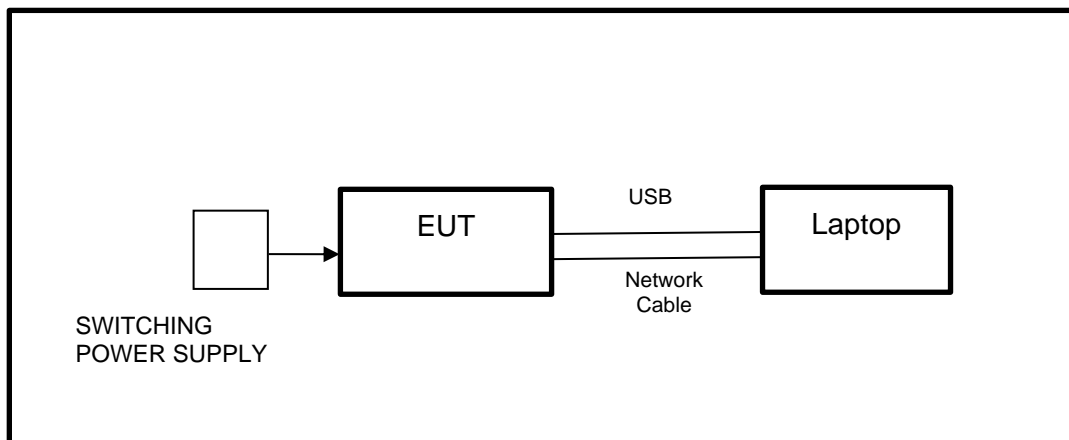 USB
EUT
Laptop
Network
Cable
SWITCHING
POWER SUPPLY